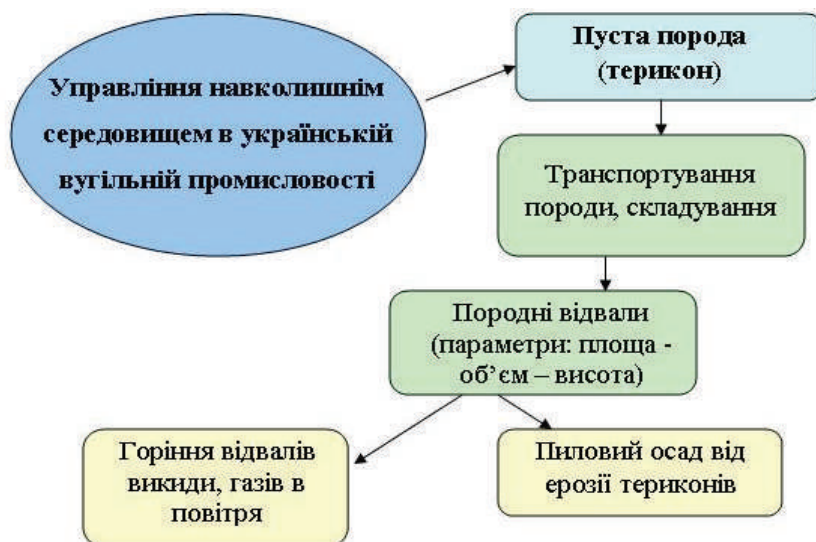 Управління навколишнім
середовищем в українській
вугільній промисловості
Пуста порода
(терикон)
Транспортування
породи, складування
Породні відвали
(параметри: площа -
об’єм – висота)
Горіння відвалів
викиди, газів в
повітря
Пиловий осад від
ерозії териконів